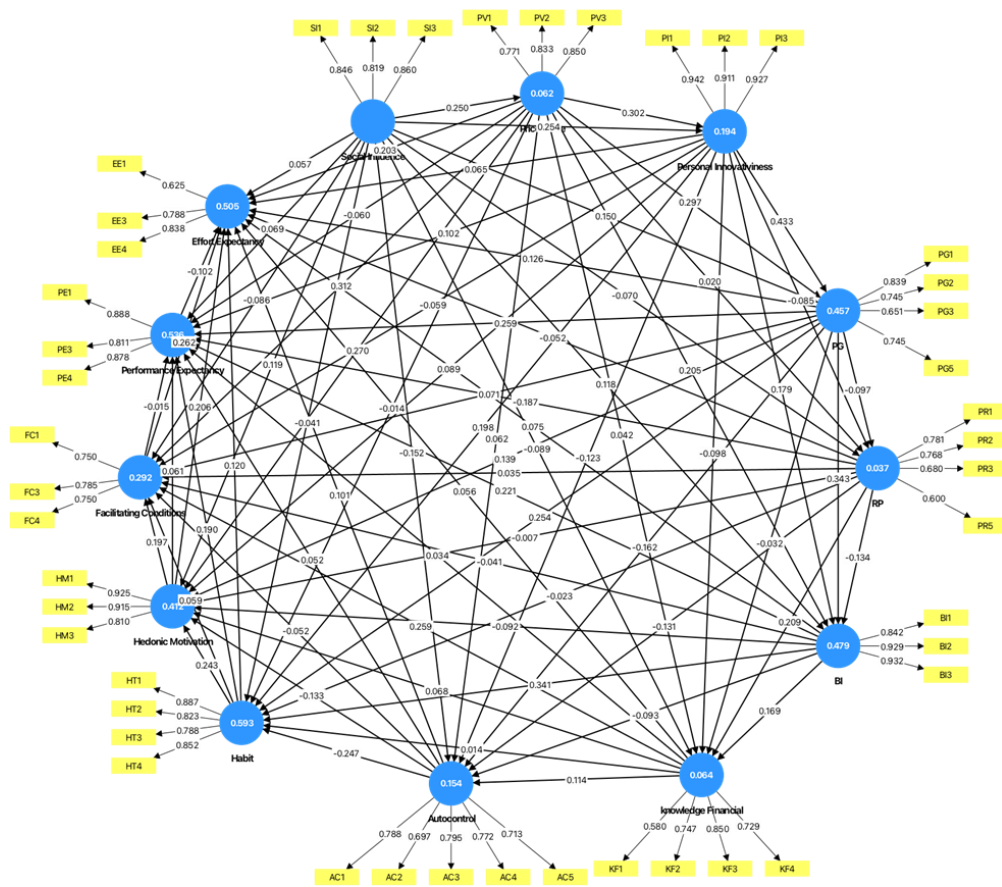 SI1 SI2 SI3 PV1 PV2 PV3 PI1 PI2 PI3
0.846 0.819 0.860 0.771 0.833 0.850 0.942 0.911 0.927
0.062
0.250 0.302 0.254 0.194
Social Influence
Personal Innovativiness
0.203
EE1
0.625
EE3
0.788
EE4
0.838
0.505
Effort Expectancy
0.057 0.065
-0.060 0.069 0.102 0.150 0.297 0.433
0.126
-0.102 -0.086 0.312 -0.059 -0.070 0.020 -0.085
PG1
0.839
PG2
0.745
PG3
0.651
PG5
0.745
0.457
PG
PE1
0.888
PE3
0.811
PE4
0.878
0.262
Performance Expectancy
0.259 -0.052
0.270 0.119 0.089 0.205
-0.015 0.206 -0.014 0.071 -0.187 0.118 0.179 -0.097
-0.041 0.198 0.075 0.042
0.062 -0.089
-0.152 0.139 -0.123 -0.098
FC1
0.750
FC3
0.785
FC4
0.750
0.292
Facilitating Conditions
0.061 0.120 0.035 0.343
0.101 0.056 0.221
PR1
0.781
PR2
0.768
PR3
0.680
PR5
0.600
0.037
RP
0.197 0.190 0.254 -0.007 -0.162 -0.032 -0.134
0.052 0.034 -0.041
HM1
0.925
HM2
0.915
HM3
0.810
0.059
Hedonic Motivation
-0.023
-0.052 0.259 -0.092 -0.131 0.209
BI1
0.842
BI2
0.929
BI3
0.932
0.479
BI
0.243 -0.133 0.068 0.341 -0.093 0.169
HT1
0.887
HT2
0.823
HT3
0.788
HT4
0.852
0.593
Habit
-0.247 0.014
0.154 0.114 0.064
Autocontrol
knowledge Financial
0.788 0.697 0.795 0.772 0.713
AC1 AC2 AC3 AC4 AC5
0.580 0.747 0.850 0.729
KF1 KF2 KF3 KF4